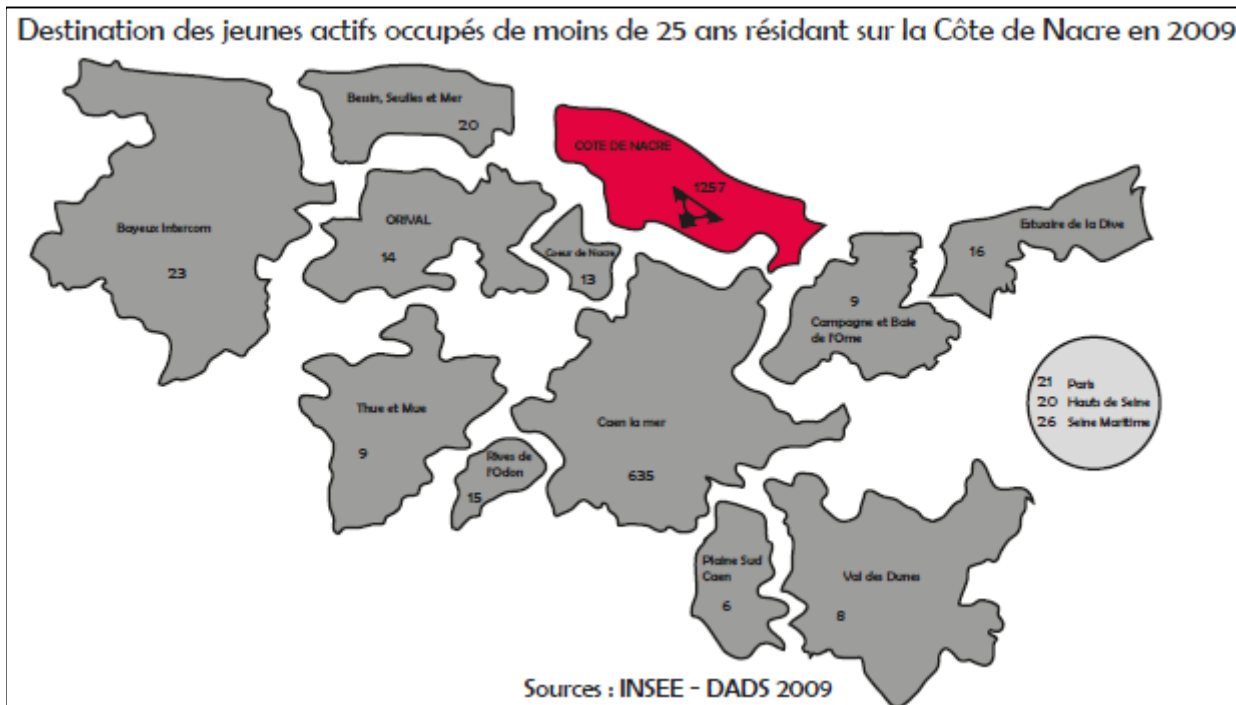 Destination des jeunes actifs occupés de moins de 25 ans résidant sur la Côte de Nacre en 2009
Bessin, Seulles et Mer
20
COTE DE NACRE
1257
Bayeux Intercom
23
ORIVAL
14
Coeur de Nacre
13
Estuaire de la Dive
16
9
Campagne et Baie
de l'Orne
21 Paris
20 Hauts de Seine
26 Seine Maritime
Thue et Mue
9
Rives de
l'Odon
15
Caen la mer
635
Plaine Sud
Caen
6
Val des Dunes
8
Sources : INSEE - DADS 2009